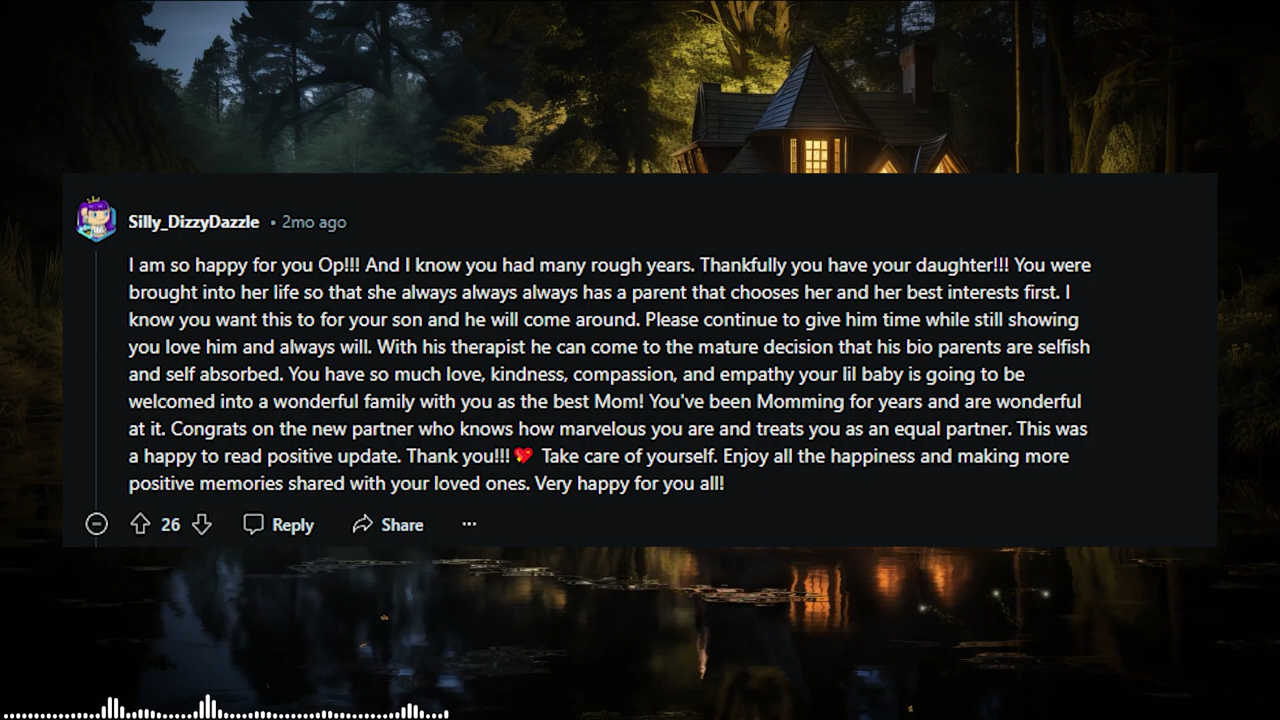 Silly_DizzyDazzle • 2mo ago
I am so happy for you Op!!! And I know you had many rough years. Thankfully you have your daughter!!! You were
brought into her life so that she always always always has a parent that chooses her and her best interests first. I
know you want this to for your son and he will come around. Please continue to give him time while still showing
you love him and always will. With his therapist he can come to the mature decision that his bio parents are selfish
and self absorbed. You have so much love, kindness, compassion, and empathy your lil baby is going to be
welcomed into a wonderful family with you as the best Mom! You've been Momming for years and are wonderful
at it. Congrats on the new partner who knows how marvelous you are and treats you as an equal partner. This was
a happy to read positive update. Thank you!!! 💖 Take care of yourself. Enjoy all the happiness and making more
positive memories shared with your loved ones. Very happy for you all!
26 Reply Share ...